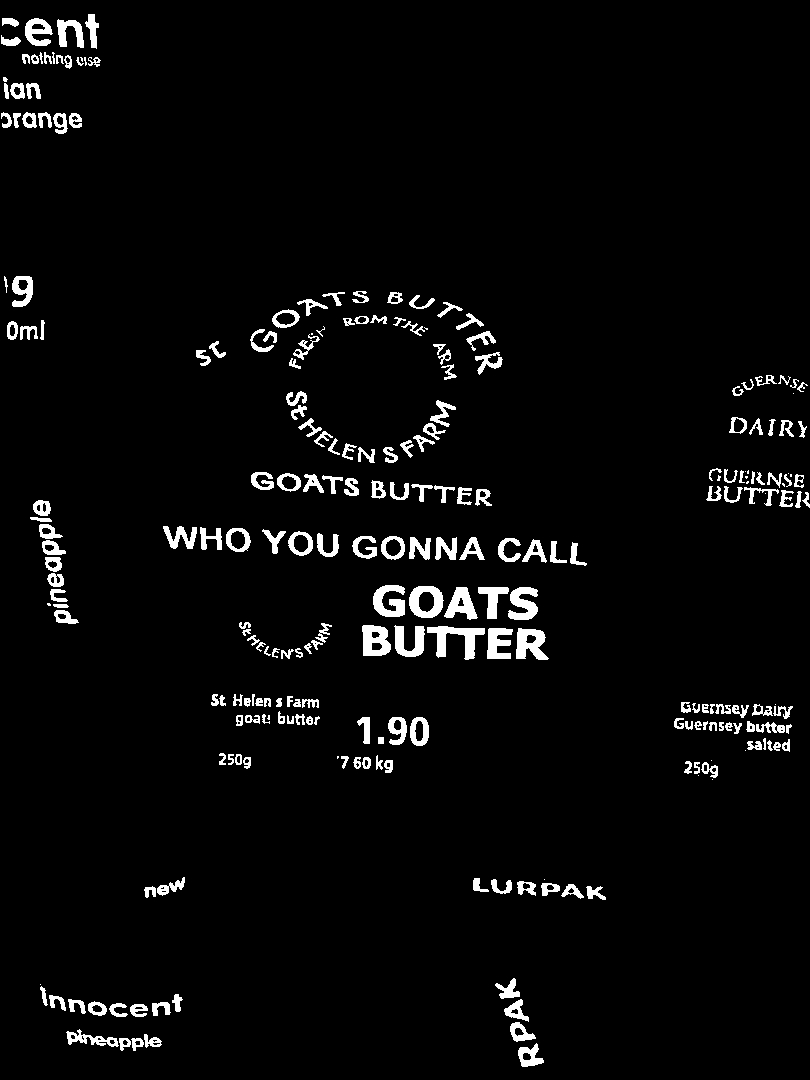 cent
nothing else
ian
orange
9
0ml
GOATS BUTTER
St
FRESH ROM THE ARM
St HELEN S FARM
GOATS BUTTER
GUERNSE
DAIRY
GUERNSE
BUTTER
pineapple
WHO YOU GONNA CALL
GOATS
BUTTER
St HELEN'S FARM
St. Helen s Farm
goats butter
1.90
250g
7 60 kg
Guernsey Dairy
Guernsey butter
salted
250g
new
LURPAK
innocent
pineapple
RPAK